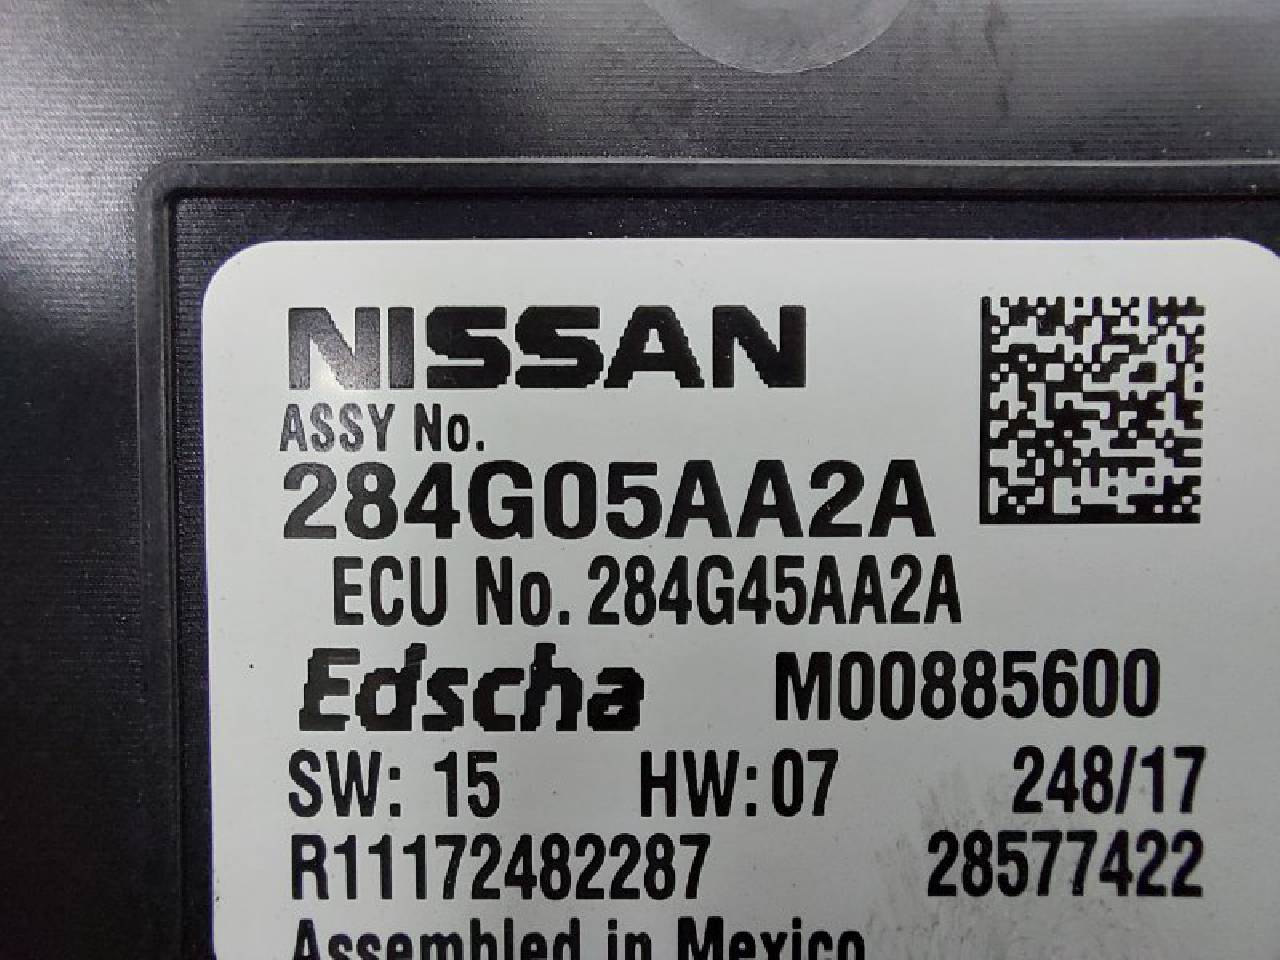 NISSAN
ASSY No.
284G05AA2A
ECU No. 284G45AA2A
Edscha M00885600
SW: 15 HW:07 248/17
R11172482287 28577422
Assembled in Mexico